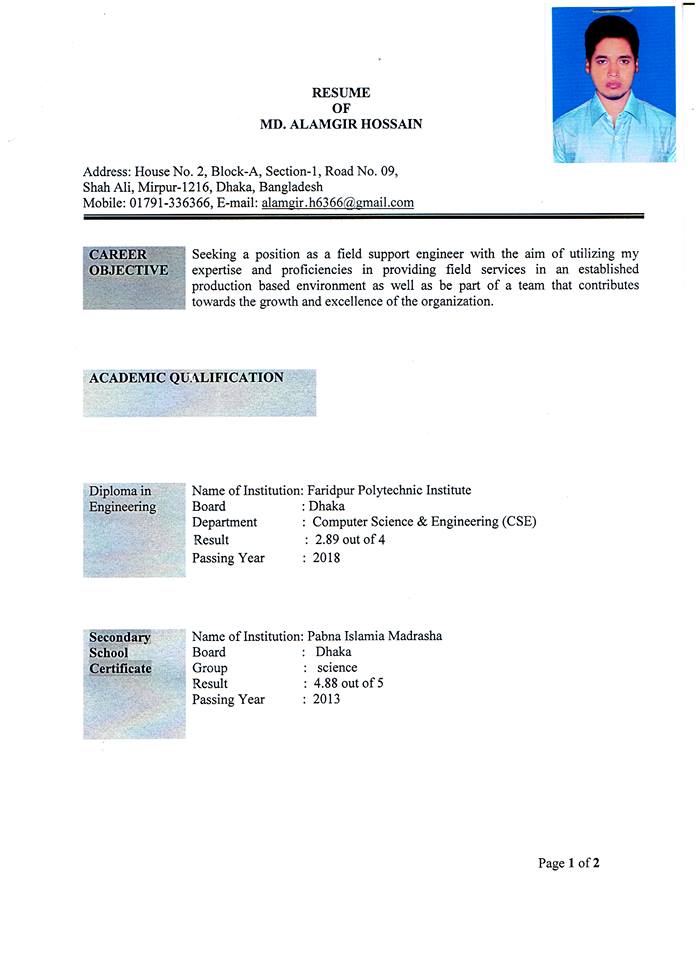 RESUME
OF
MD. ALAMGIR HOSSAIN
Address: House No. 2, Block-A, Section-1, Road No. 09,
Shah Ali, Mirpur-1216, Dhaka, Bangladesh
Mobile: 01791-336366, E-mail: alamgir.h6366@gmail.com
CAREER
OBJECTIVE
Seeking a position as a field support engineer with the aim of utilizing my
expertise and proficiencies in providing field services in an established
production based environment as well as be part of a team that contributes
towards the growth and excellence of the organization.
ACADEMIC QUALIFICATION
Diploma in
Engineering
Name of Institution: Faridpur Polytechnic Institute
Board : Dhaka
Department : Computer Science & Engineering (CSE)
Result : 2.89 out of 4
Passing Year : 2018
Secondary
School
Certificate
Name of Institution: Pabna Islamia Madrasha
Board : Dhaka
Group : science
Result : 4.88 out of 5
Passing Year : 2013
Page 1 of 2